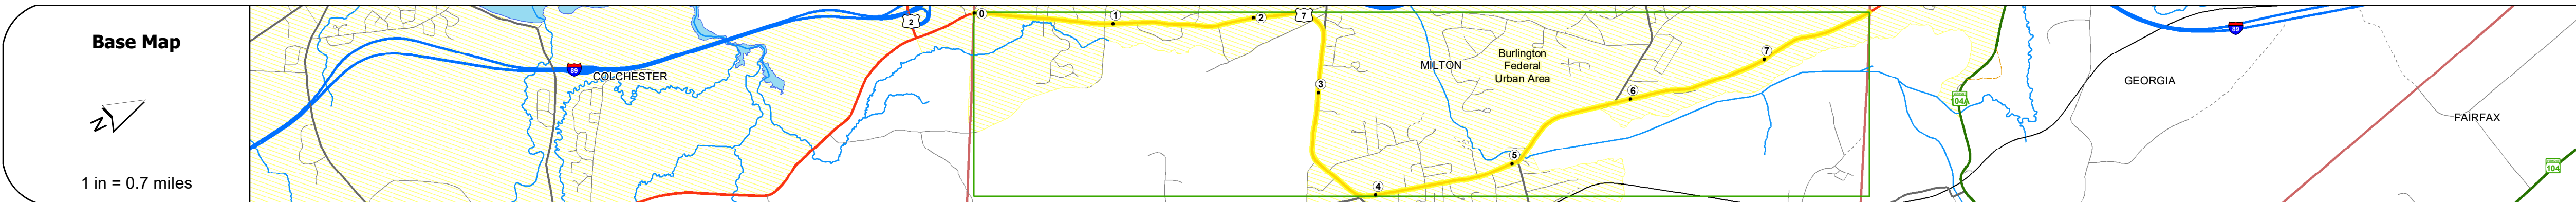 Base Map
N
1 in = 0.7 miles
89
COLCHESTER
2
0
1
2
7
3
4
MILTON
Burlington
Federal
Urban Area
5
6
7
104A
GEORGIA
89
FAIRFAX
104